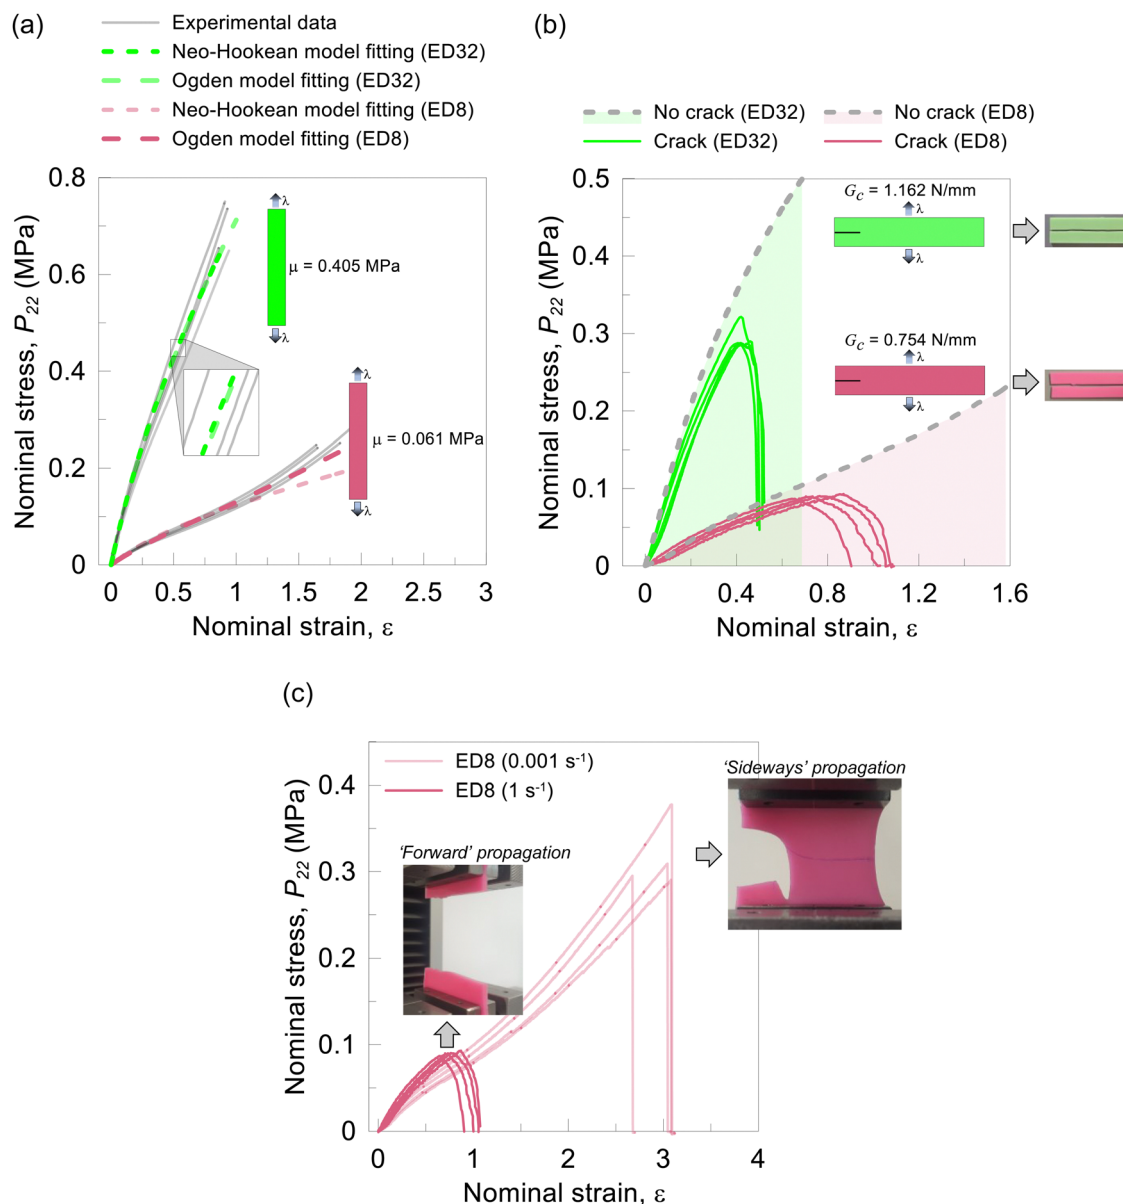 (a)
Experimental data
Neo-Hookean model fitting (ED32)
Ogden model fitting (ED32)
Neo-Hookean model fitting (ED8)
Ogden model fitting (ED8)
0.8
0.6
0.4
0.2
0
Nominal stress, P22 (MPa)
λ
μ = 0.405 MPa
λ
λ
μ = 0.061 MPa
λ
0 0.5 1 1.5 2 2.5 3
Nominal strain, ε
(b)
No crack (ED32) No crack (ED8)
Crack (ED32) Crack (ED8)
0.5
0.4
0.3
0.2
0.1
0
Nominal stress, P22 (MPa)
Gc = 1.162 N/mm
λ
λ
Gc = 0.754 N/mm
λ
λ
0 0.4 0.8 1.2 1.6
Nominal strain, ε
(c)
ED8 (0.001 s-1)
ED8 (1 s-1)
0.4
0.3
0.2
0.1
0
Nominal stress, P22 (MPa)
'Forward' propagation
'Sideways' propagation
0 1 2 3 4
Nominal strain, ε